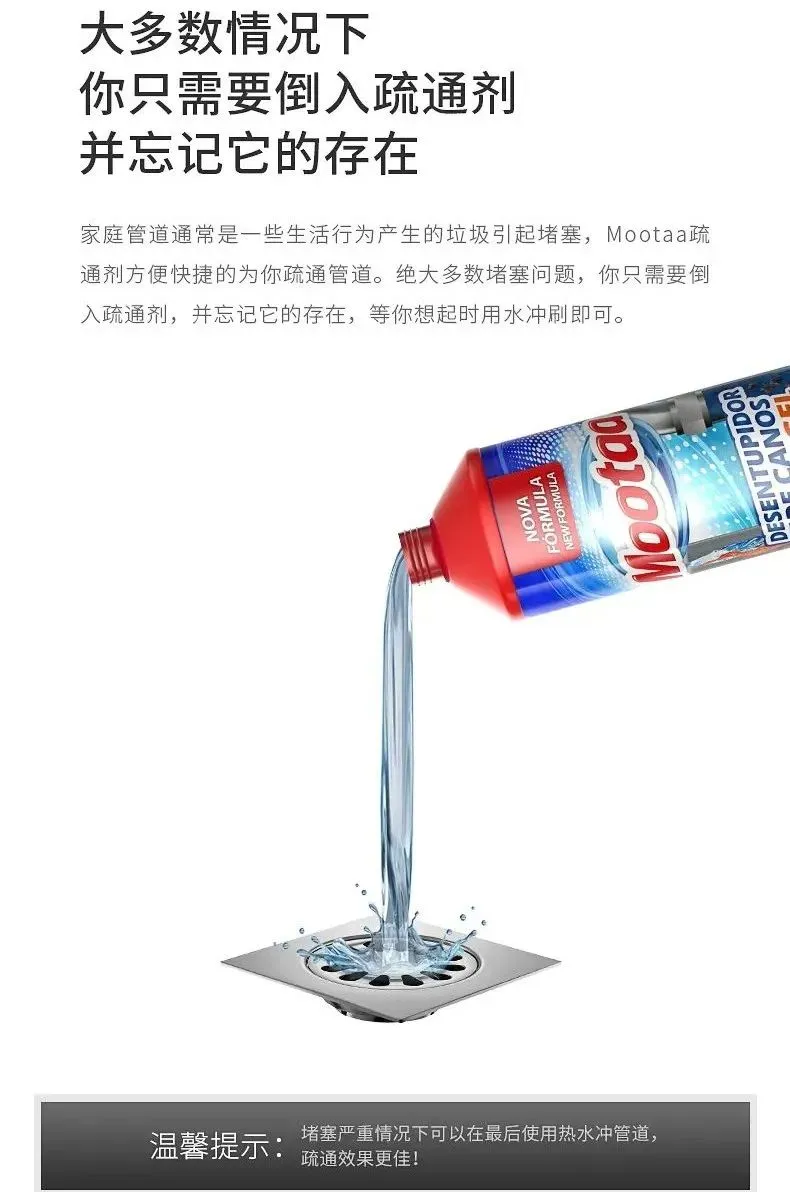 大多数情况下
你只需要倒入疏通剂
并忘记它的存在
家庭管道通常是一些生活行为产生的垃圾引起堵塞，Mootaa疏
通剂方便快捷的为你疏通管道。绝大多数堵塞问题，你只需要倒
入疏通剂，并忘记它的存在，等你想起时用水冲刷即可。
NOVA
FÓRMULA
NEW FORMULA
Mootaa
DESENTUPIDOR
DE CANOS
GEL
温馨提示：
堵塞严重情况下可以在最后使用热水冲管道，
疏通效果更佳！